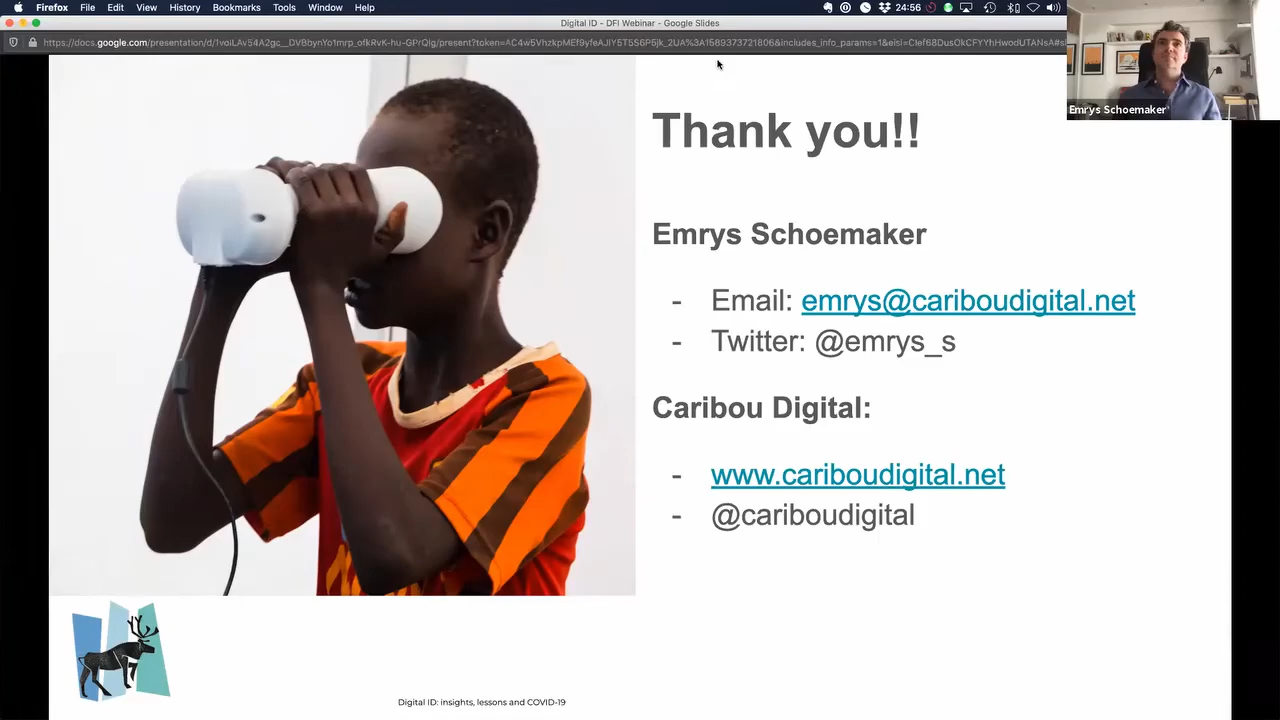 Firefox File Edit View History Bookmarks Tools Window Help 24:56
Digital ID - DFI Webinar - Google Slides
Emrys Schoemaker
Thank you!!
Emrys Schoemaker
- Email: emrys@cariboudigital.net
- Twitter: @emrys_s
Caribou Digital:
- www.cariboudigital.net
- @cariboudigital
Digital ID: insights, lessons and COVID-19